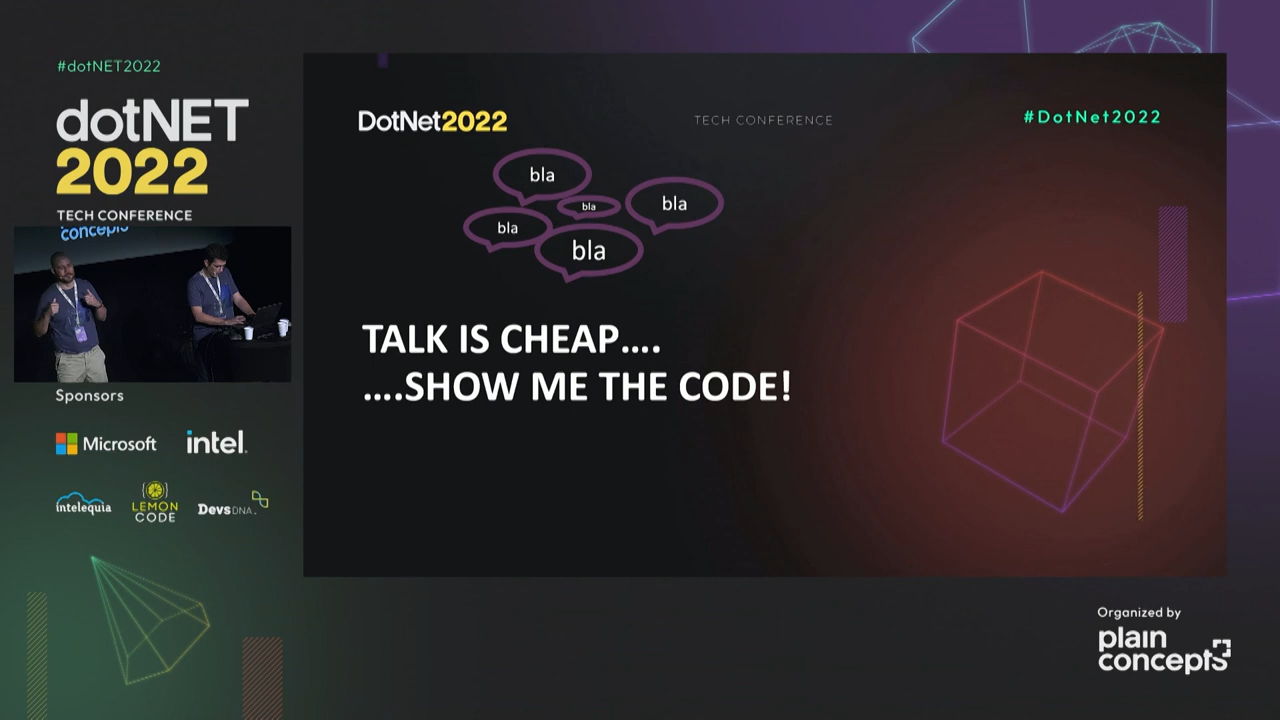 #dotNET2022
dotNET
2022
TECH CONFERENCE
concepts
Sponsors
Microsoft
intel.
intelequia
LEMON
CODE
DevsDNA.
DotNet2022
TECH CONFERENCE
#DotNet2022
bla
bla
bla
bla
bla
TALK IS CHEAP....
....SHOW ME THE CODE!
Organized by
plain
concepts